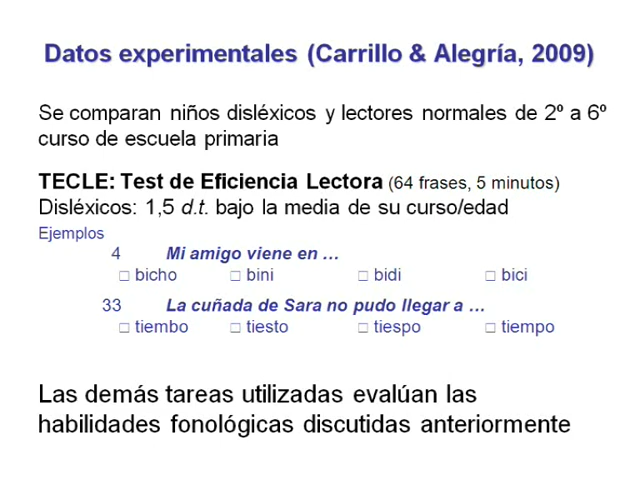 Datos experimentales (Carrillo & Alegría, 2009)
Se comparan niños disléxicos y lectores normales de 2º a 6º
curso de escuela primaria
TECLE: Test de Eficiencia Lectora (64 frases, 5 minutos)
Disléxicos: 1,5 d.t. bajo la media de su curso/edad
Ejemplos
4 Mi amigo viene en …
□ bicho □ bini □ bidi □ bici
33 La cuñada de Sara no pudo llegar a …
□ tiembo □ tiesto □ tiespo □ tiempo
Las demás tareas utilizadas evalúan las
habilidades fonológicas discutidas anteriormente